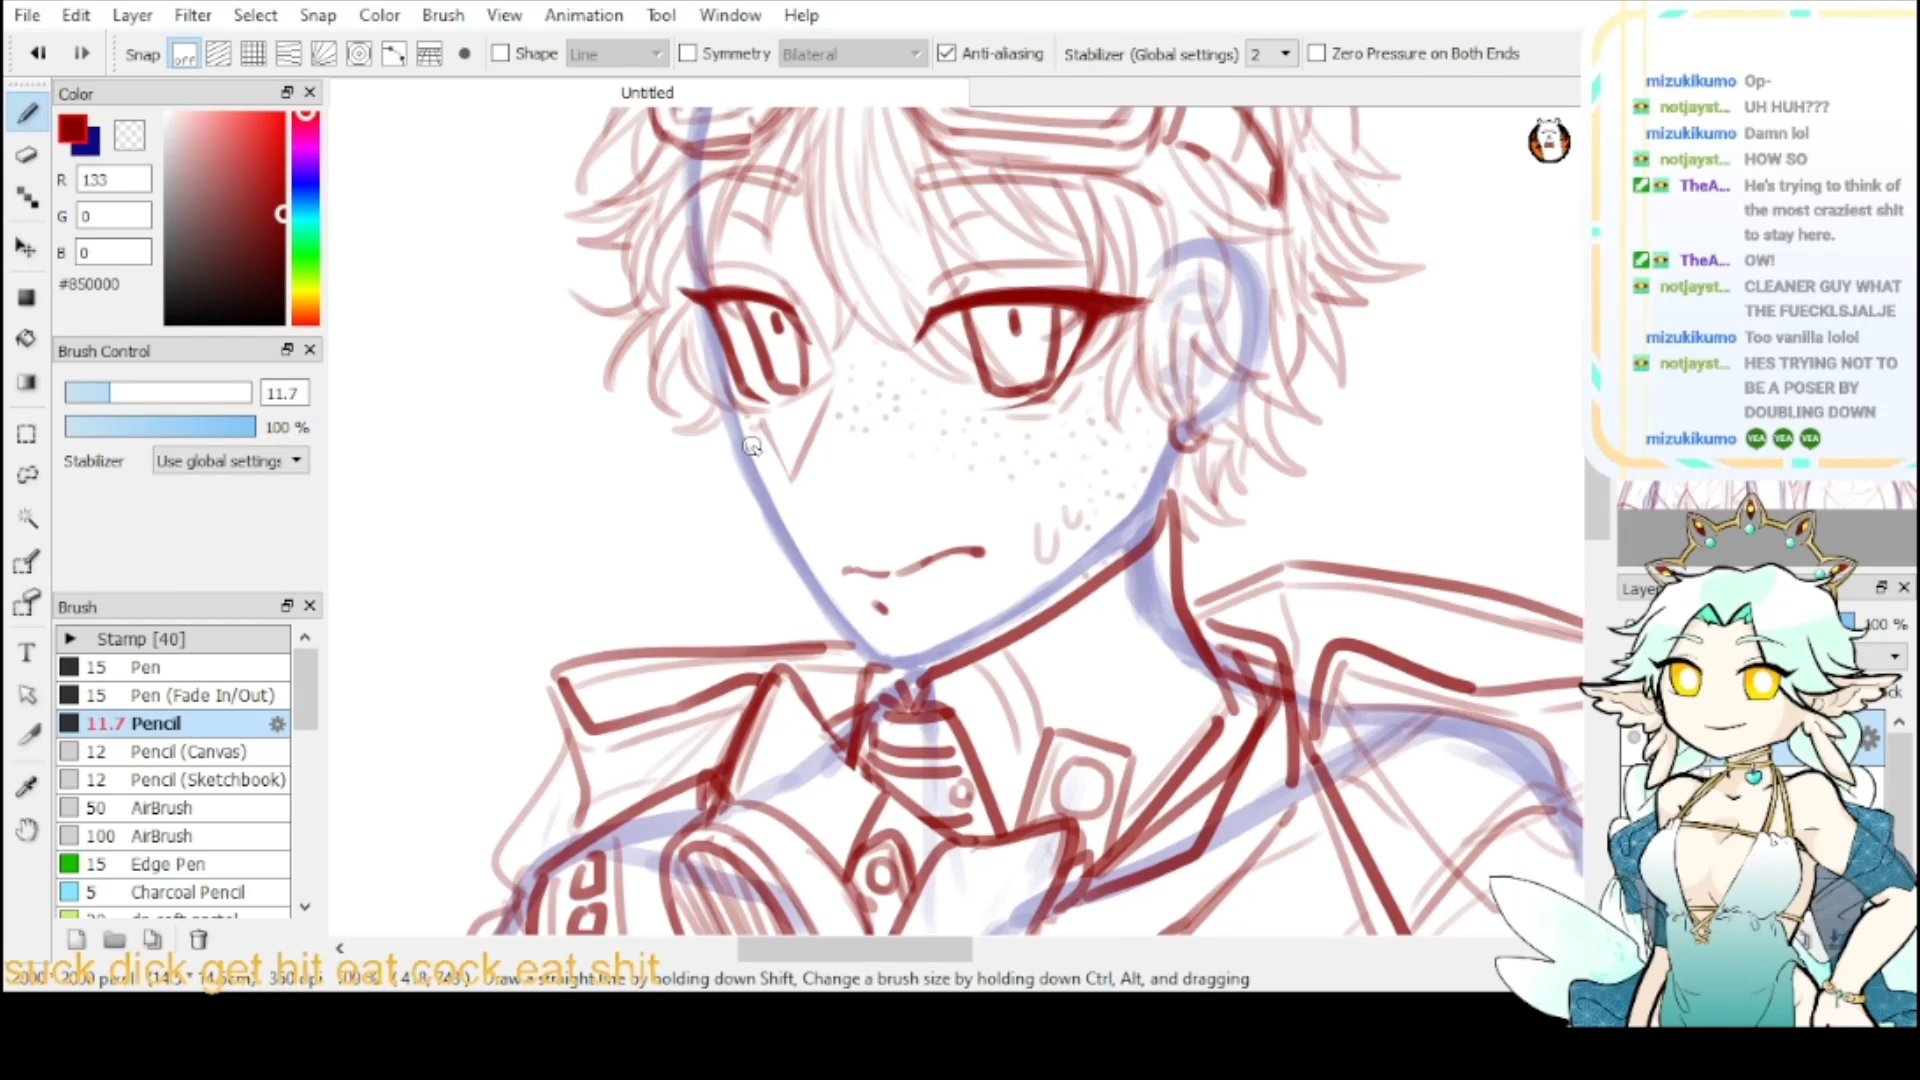 File Edit Layer Filter Select Snap Color Brush View Animation Tool Window Help
Snap off Shape Line Symmetry Bilateral Anti-aliasing Stabilizer (Global settings) 2 Zero Pressure on Both Ends
Color
Untitled
R 133
G 0
B 0
#850000
Brush Control
11.7
100 %
Stabilizer Use global settings
Brush
Stamp [40]
15 Pen
15 Pen (Fade In/Out)
11.7 Pencil
12 Pencil (Canvas)
12 Pencil (Sketchbook)
50 AirBrush
100 AirBrush
15 Edge Pen
5 Charcoal Pencil
suck dick get hit eat cock eat shit
holding down Shift, Change a brush size by holding down Ctrl, Alt, and dragging
mizukikumo Op-
notjayst... UH HUH???
mizukikumo Damn lol
notjayst... HOW SO
TheA... He's trying to think of
the most craziest shit
to stay here.
TheA... OW!
notjayst... CLEANER GUY WHAT
THE FUECKLSJALJE
mizukikumo Too vanilla lolol
notjayst... HES TRYING NOT TO
BE A POSER BY
DOUBLING DOWN
mizukikumo YEA YEA YEA
Laye
100 %